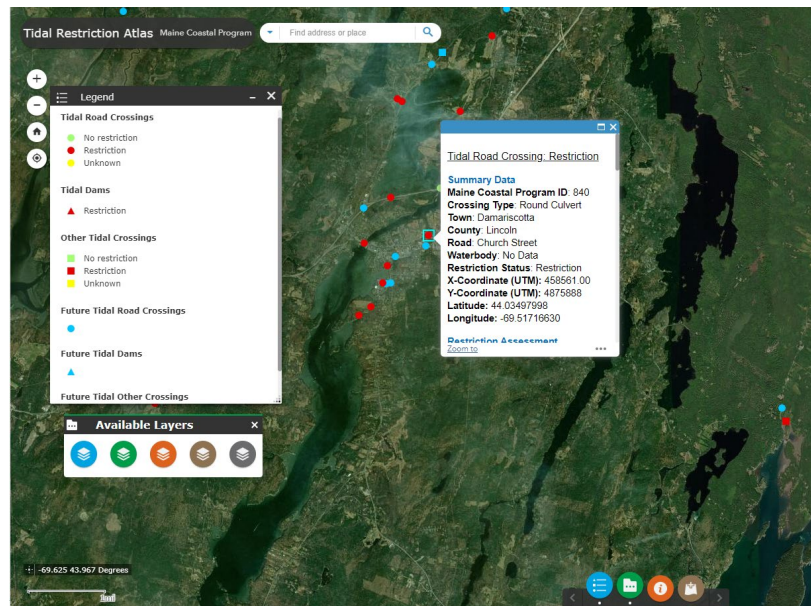 Tidal Restriction Atlas Maine Coastal Program
Find address or place
Legend
Tidal Road Crossings
No restriction
Restriction
Unknown
Tidal Dams
Restriction
Other Tidal Crossings
No restriction
Restriction
Unknown
Future Tidal Road Crossings
Future Tidal Dams
Future Tidal Other Crossings
Available Layers
Tidal Road Crossing: Restriction
Summary Data
Maine Coastal Program ID: 840
Crossing Type: Round Culvert
Town: Damariscotta
County: Lincoln
Road: Church Street
Waterbody: No Data
Restriction Status: Restriction
X-Coordinate (UTM): 458561.00
Y-Coordinate (UTM): 4875888
Latitude: 44.03497998
Longitude: -69.51716630
Restriction Assessment
Zoom to
-69.625 43.967 Degrees
1mi